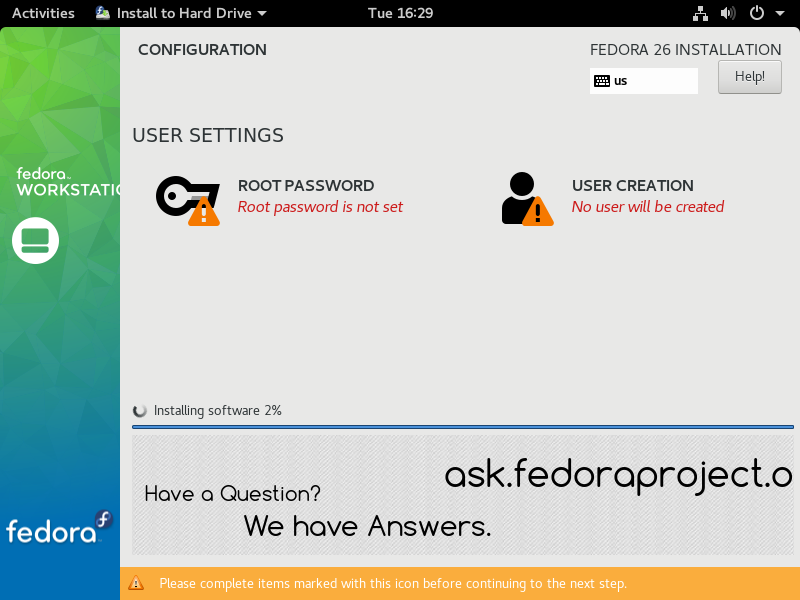 Activities Install to Hard Drive Tue 16:29
CONFIGURATION
FEDORA 26 INSTALLATION
us
Help!
fedora
WORKSTATIO
USER SETTINGS
ROOT PASSWORD
Root password is not set
USER CREATION
No user will be created
Installing software 2%
ask.fedoraproject.o
Have a Question?
We have Answers.
fedora
Please complete items marked with this icon before continuing to the next step.